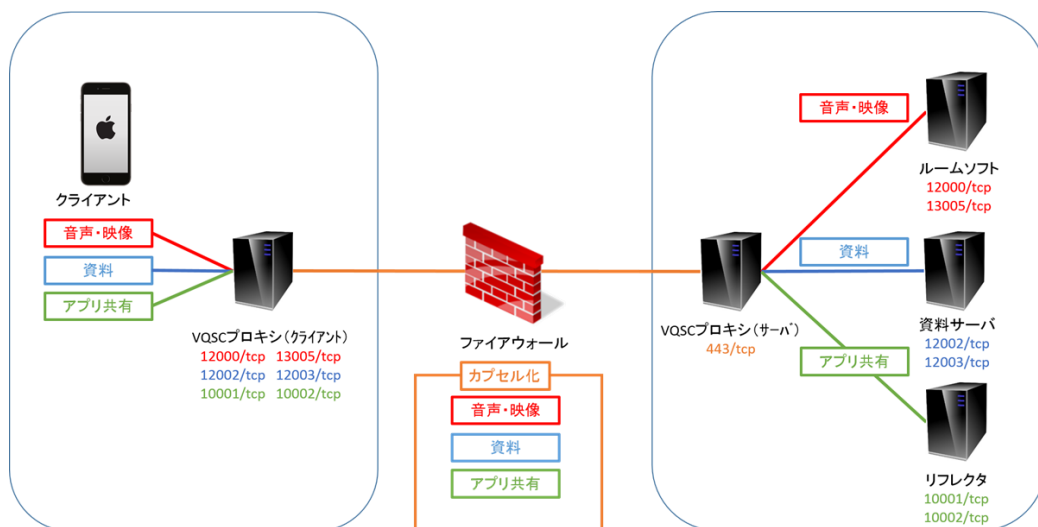 クライアント
音声・映像
資料
アプリ共有
VQSCプロキシ(クライアント)
12000/tcp 13005/tcp
12002/tcp 12003/tcp
10001/tcp 10002/tcp
ファイアウォール
カプセル化
音声・映像
資料
アプリ共有
VQSCプロキシ(サーバ)
443/tcp
音声・映像
資料
アプリ共有
ルームソフト
12000/tcp
13005/tcp
資料サーバ
12002/tcp
12003/tcp
リフレクタ
10001/tcp
10002/tcp